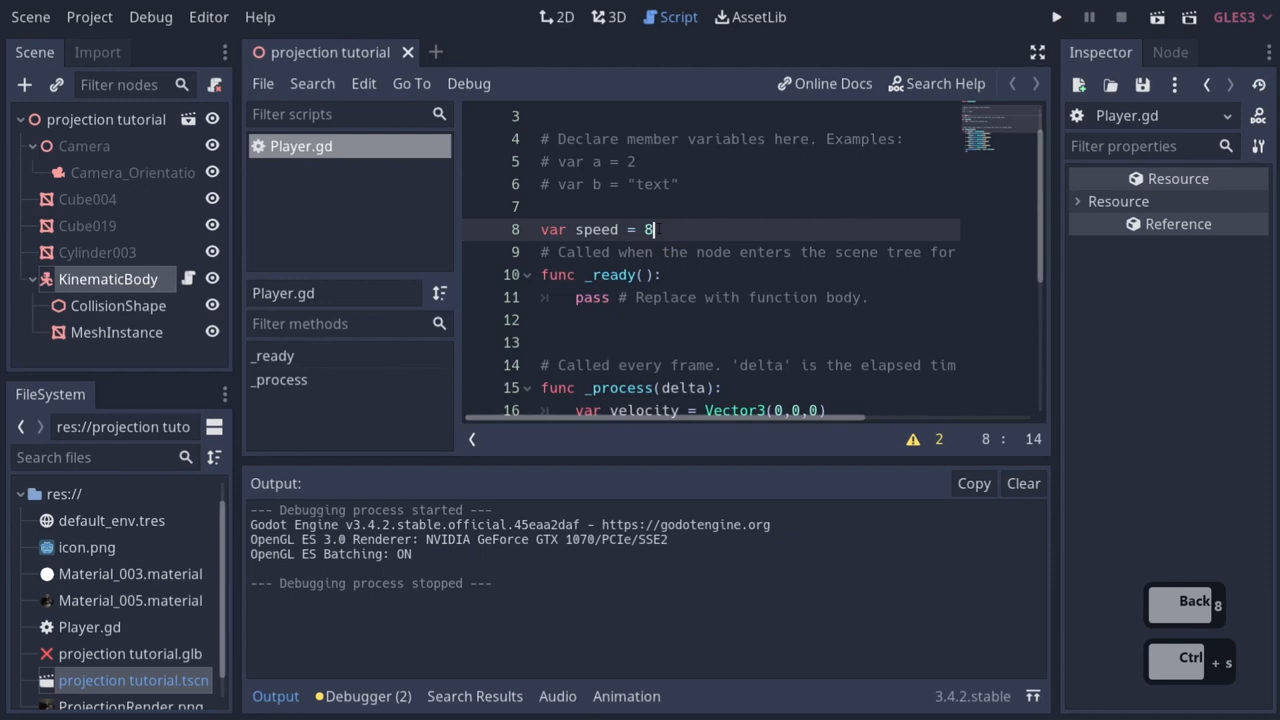 Scene Project Debug Editor Help
2D 3D Script AssetLib
GLES3
Scene Import
Filter nodes
projection tutorial
Camera
Camera_Orientatio
Cube004
Cube019
Cylinder003
KinematicBody
CollisionShape
MeshInstance
FileSystem
res://projection tuto
Search files
res://
default_env.tres
icon.png
Material_003.material
Material_005.material
Player.gd
projection tutorial.glb
projection tutorial.tscn
ProjectionRender.png
projection tutorial
File Search Edit Go To Debug
Online Docs Search Help
Filter scripts
Player.gd
Player.gd
Filter methods
_ready
_process
3
4 # Declare member variables here. Examples:
5 # var a = 2
6 # var b = "text"
7
8 var speed = 8
9 # Called when the node enters the scene tree for
10 func _ready():
11 pass # Replace with function body.
12
13
14 # Called every frame. 'delta' is the elapsed tim
15 func _process(delta):
16 var velocity = Vector3(0,0,0)
2 8 : 14
Output: Copy Clear
--- Debugging process started ---
Godot Engine v3.4.2.stable.official.45eaa2daf - https://godotengine.org
OpenGL ES 3.0 Renderer: NVIDIA GeForce GTX 1070/PCIe/SSE2
OpenGL ES Batching: ON
--- Debugging process stopped ---
Output Debugger (2) Search Results Audio Animation 3.4.2.stable
Inspector Node
Player.gd
Filter properties
Resource
Resource
Reference
Back 8
Ctrl + s